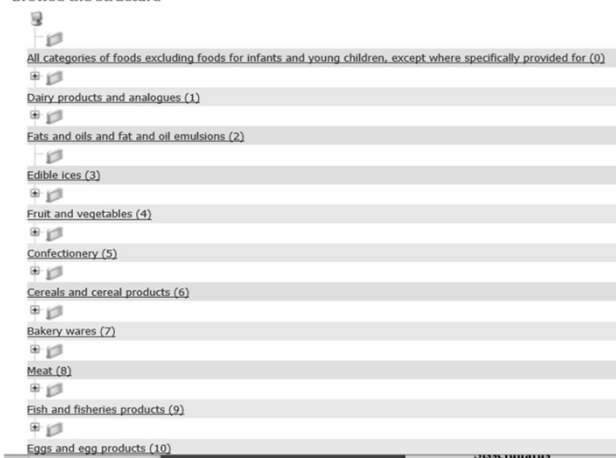 All categories of foods excluding foods for infants and young children, except where specifically provided for (0)
Dairy products and analogues (1)
Fats and oils and fat and oil emulsions (2)
Edible ices (3)
Fruit and vegetables (4)
Confectionery (5)
Cereals and cereal products (6)
Bakery wares (7)
Meat (8)
Fish and fisheries products (9)
Eggs and egg products (10)